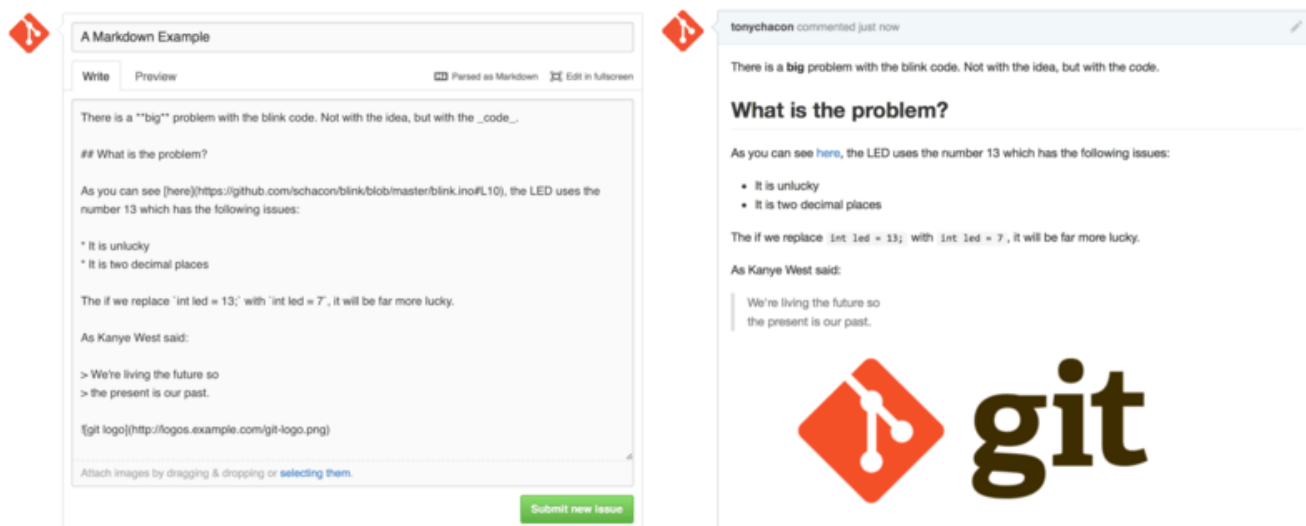 A Markdown Example
Write Preview Parsed as Markdown Edit in fullscreen
There is a **big** problem with the blink code. Not with the idea, but with the _code_.
## What is the problem?
As you can see [here](https://github.com/schacon/blink/blob/master/blink.ino#L10), the LED uses the
number 13 which has the following issues:
* It is unlucky
* It is two decimal places
The if we replace `int led = 13;` with `int led = 7`, it will be far more lucky.
As Kanye West said:
> We're living the future so
> the present is our past.
![git logo](http://logos.example.com/git-logo.png)
Attach images by dragging & dropping or selecting them.
Submit new issue
tonychacon commented just now
There is a big problem with the blink code. Not with the idea, but with the code.
What is the problem?
As you can see here, the LED uses the number 13 which has the following issues:
• It is unlucky
• It is two decimal places
The if we replace int led = 13; with int led = 7 , it will be far more lucky.
As Kanye West said:
We're living the future so
the present is our past.
git